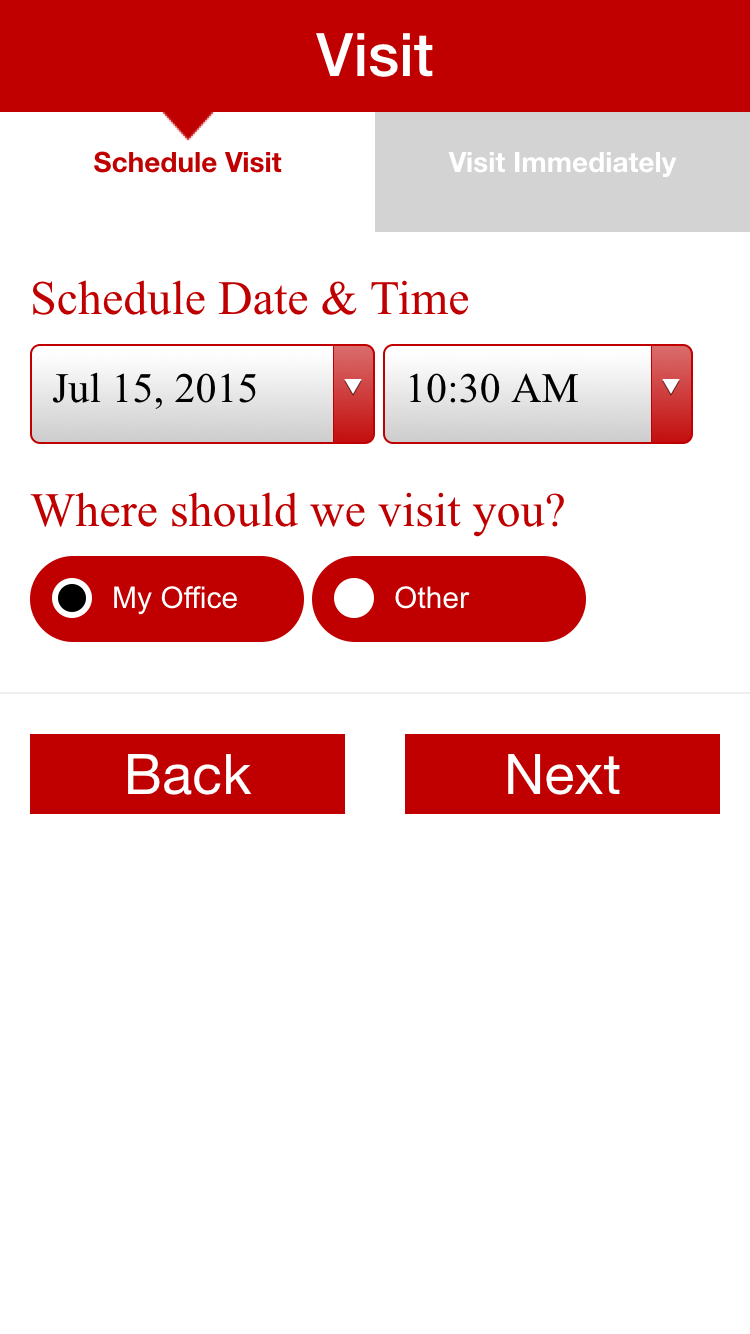 Visit
Schedule Visit Visit Immediately
Schedule Date & Time
Jul 15, 2015 10:30 AM
Where should we visit you?
My Office Other
Back Next